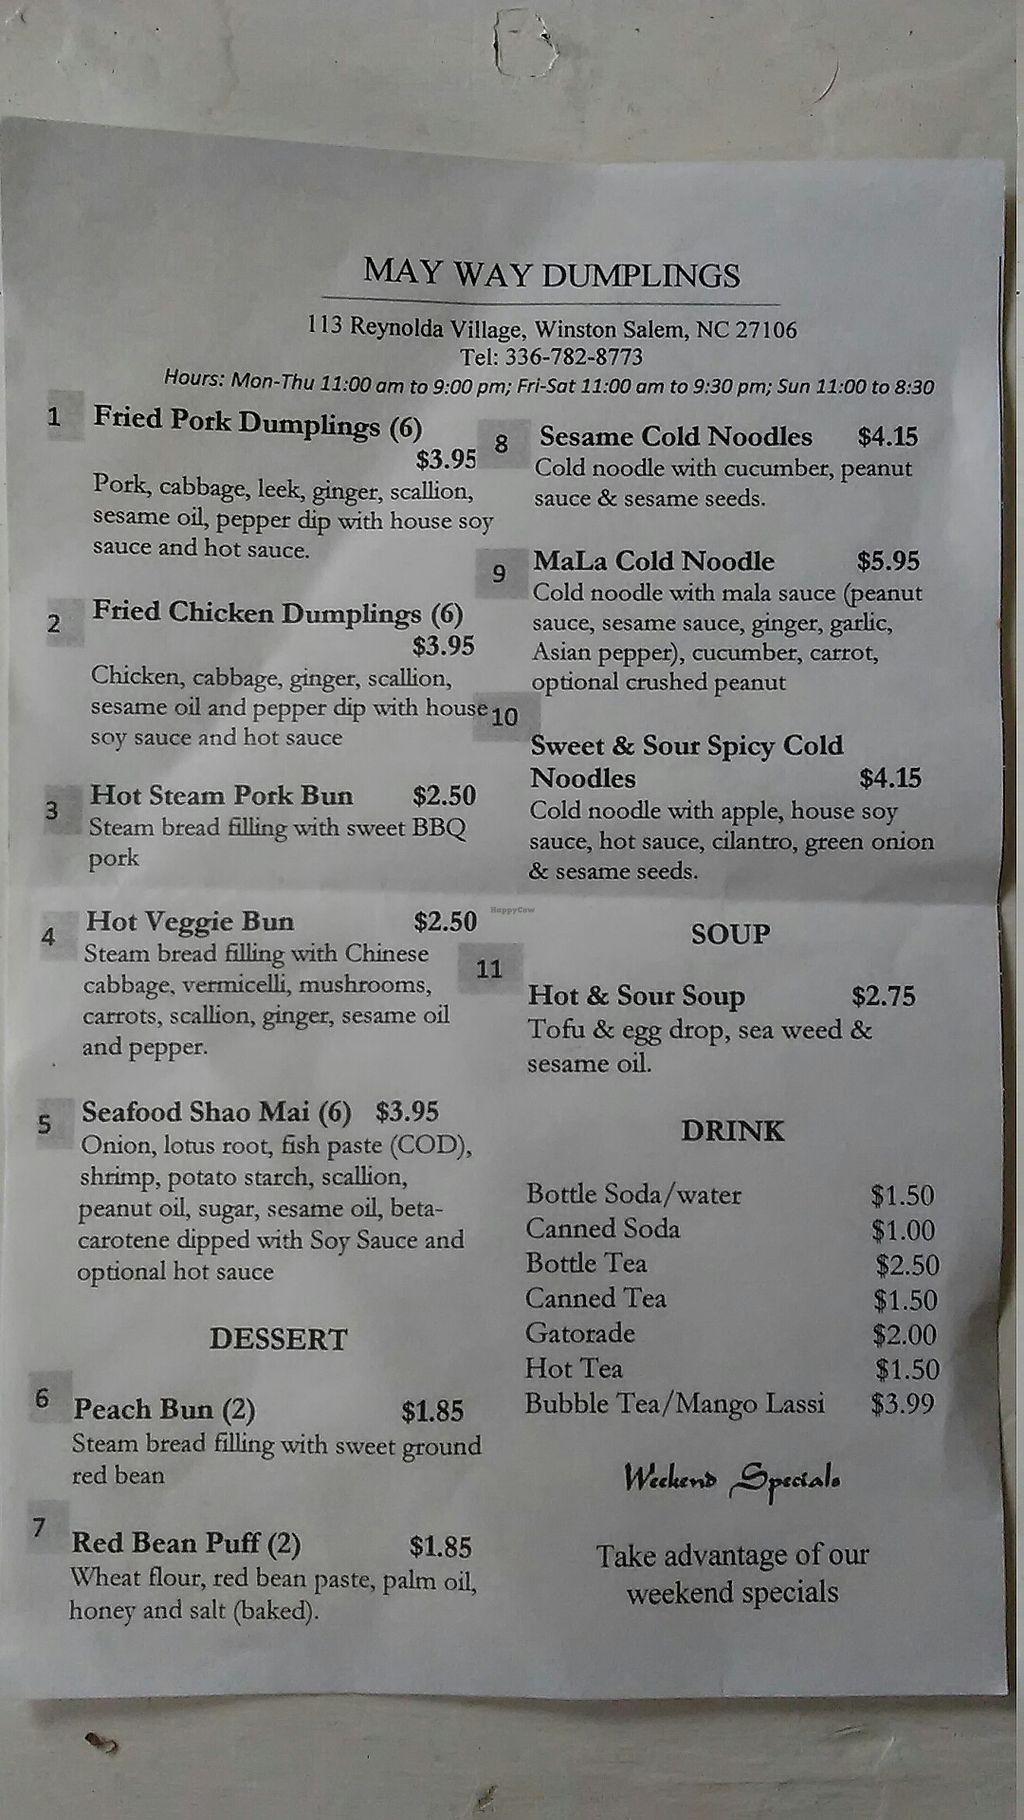 MAY WAY DUMPLINGS
113 Reynolda Village, Winston Salem, NC 27106
Tel: 336-782-8773
Hours: Mon-Thu 11:00 am to 9:00 pm; Fri-Sat 11:00 am to 9:30 pm; Sun 11:00 to 8:30
1 Fried Pork Dumplings (6)
$3.95
Pork, cabbage, leek, ginger, scallion,
sesame oil, pepper dip with house soy
sauce and hot sauce.
2 Fried Chicken Dumplings (6)
$3.95
Chicken, cabbage, ginger, scallion,
sesame oil and pepper dip with house
soy sauce and hot sauce
3 Hot Steam Pork Bun $2.50
Steam bread filling with sweet BBQ
pork
4 Hot Veggie Bun $2.50
Steam bread filling with Chinese
cabbage, vermicelli, mushrooms,
carrots, scallion, ginger, sesame oil
and pepper.
5 Seafood Shao Mai (6) $3.95
Onion, lotus root, fish paste (COD),
shrimp, potato starch, scallion,
peanut oil, sugar, sesame oil, beta-
carotene dipped with Soy Sauce and
optional hot sauce
DESSERT
6 Peach Bun (2) $1.85
Steam bread filling with sweet ground
red bean
7 Red Bean Puff (2) $1.85
Wheat flour, red bean paste, palm oil,
honey and salt (baked).
8 Sesame Cold Noodles $4.15
Cold noodle with cucumber, peanut
sauce & sesame seeds.
9 MaLa Cold Noodle $5.95
Cold noodle with mala sauce (peanut
sauce, sesame sauce, ginger, garlic,
Asian pepper), cucumber, carrot,
optional crushed peanut
10
Sweet & Sour Spicy Cold
Noodles $4.15
Cold noodle with apple, house soy
sauce, hot sauce, cilantro, green onion
& sesame seeds.
HappyCow
SOUP
11
Hot & Sour Soup $2.75
Tofu & egg drop, sea weed &
sesame oil.
DRINK
Bottle Soda/water $1.50
Canned Soda $1.00
Bottle Tea $2.50
Canned Tea $1.50
Gatorade $2.00
Hot Tea $1.50
Bubble Tea/Mango Lassi $3.99
Weekend Specials
Take advantage of our
weekend specials